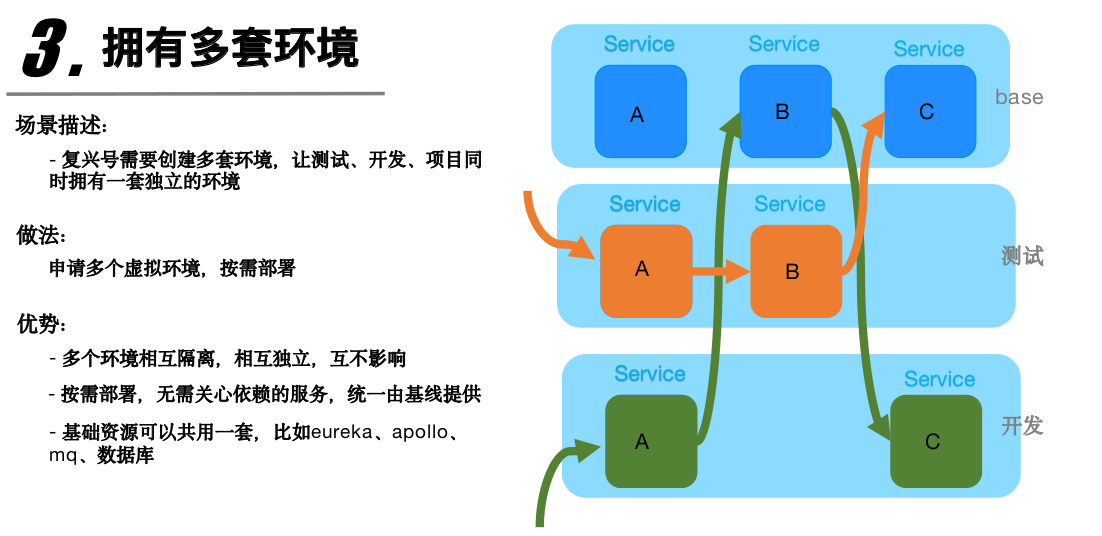 3. 拥有多套环境
场景描述：
- 复兴号需要创建多套环境，让测试、开发、项目同
时拥有一套独立的环境
做法：
申请多个虚拟环境，按需部署
优势：
- 多个环境相互隔离，相互独立，互不影响
- 按需部署，无需关心依赖的服务，统一由基线提供
- 基础资源可以共用一套，比如eureka、apollo、
mq、数据库
Service
Service
Service
A
B
C
base
Service
Service
A
B
测试
Service
Service
A
C
开发